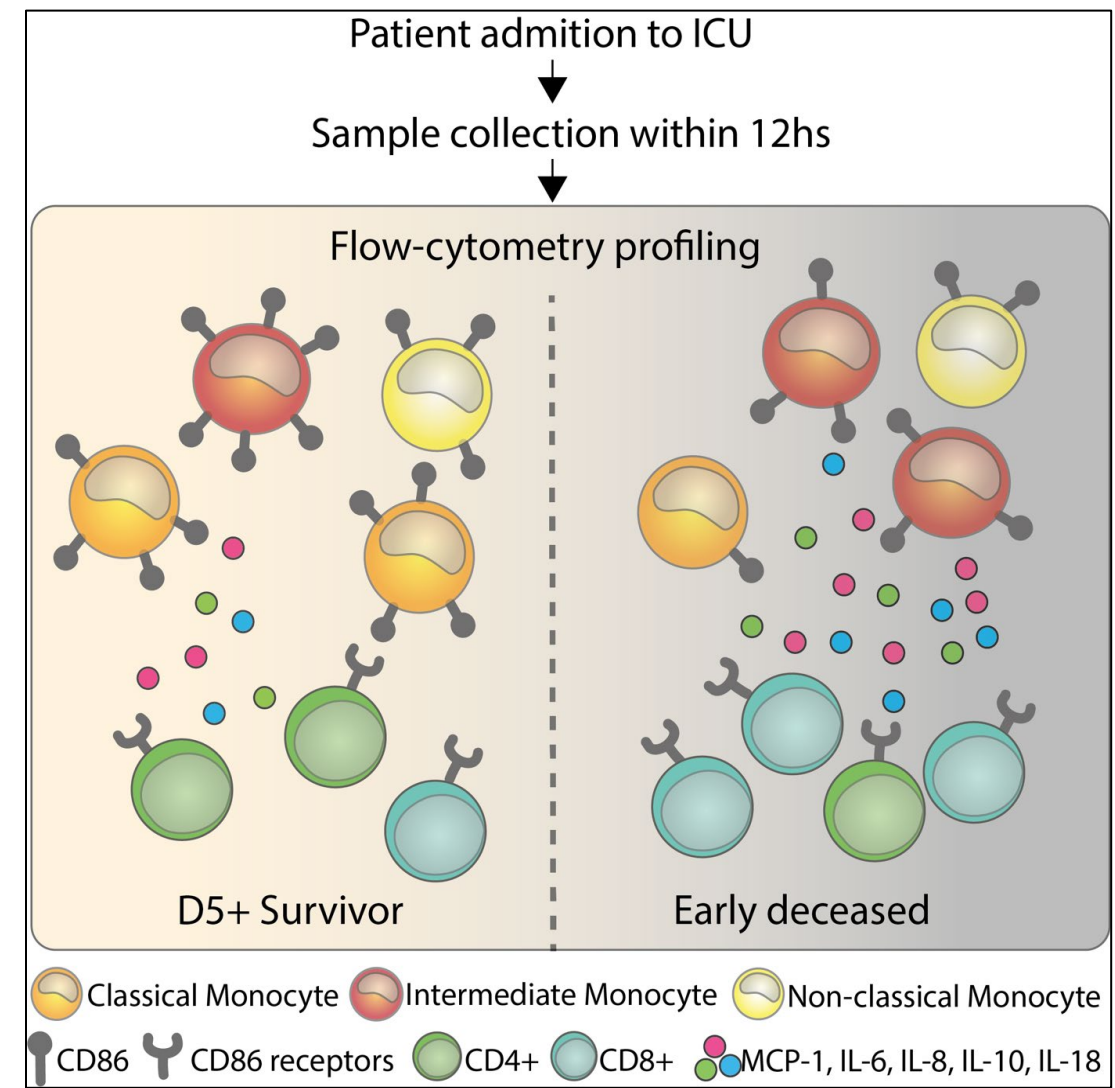 Patient admition to ICU
Sample collection within 12hs
Flow-cytometry profiling
D5+ Survivor
Early deceased
Classical Monocyte
Intermediate Monocyte
Non-classical Monocyte
CD86
CD86 receptors
CD4+
CD8+
MCP-1, IL-6, IL-8, IL-10, IL-18